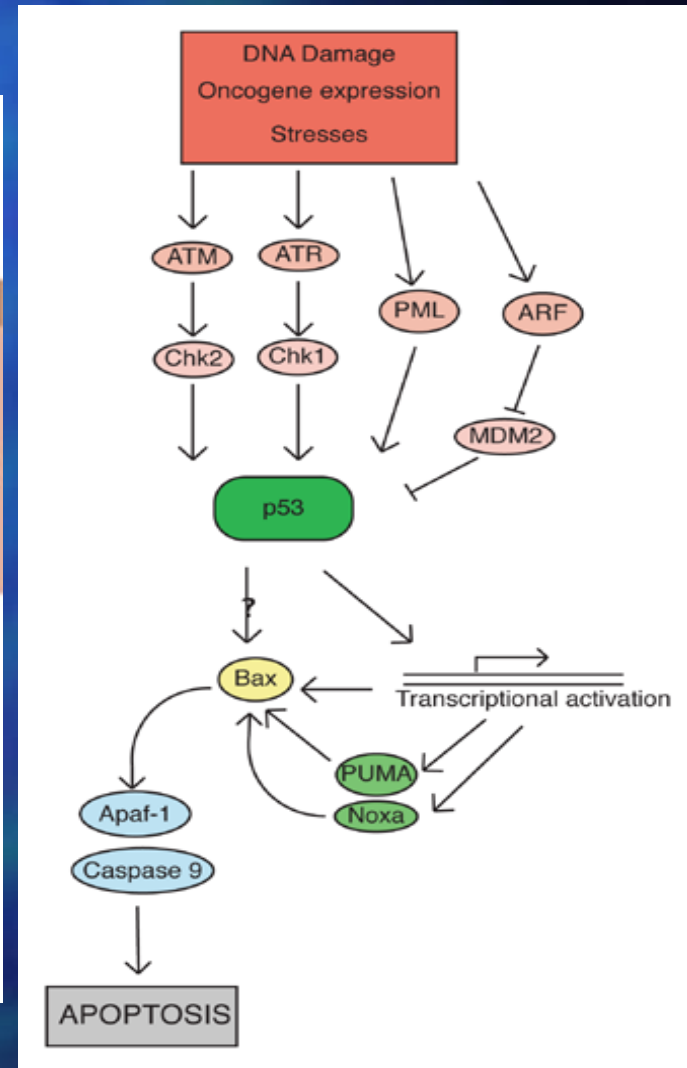 DNA Damage
Oncogene expression
Stresses
ATM
ATR
PML
ARF
Chk2
Chk1
MDM2
p53
?
Bax
Transcriptional activation
PUMA
Noxa
Apaf-1
Caspase 9
APOPTOSIS